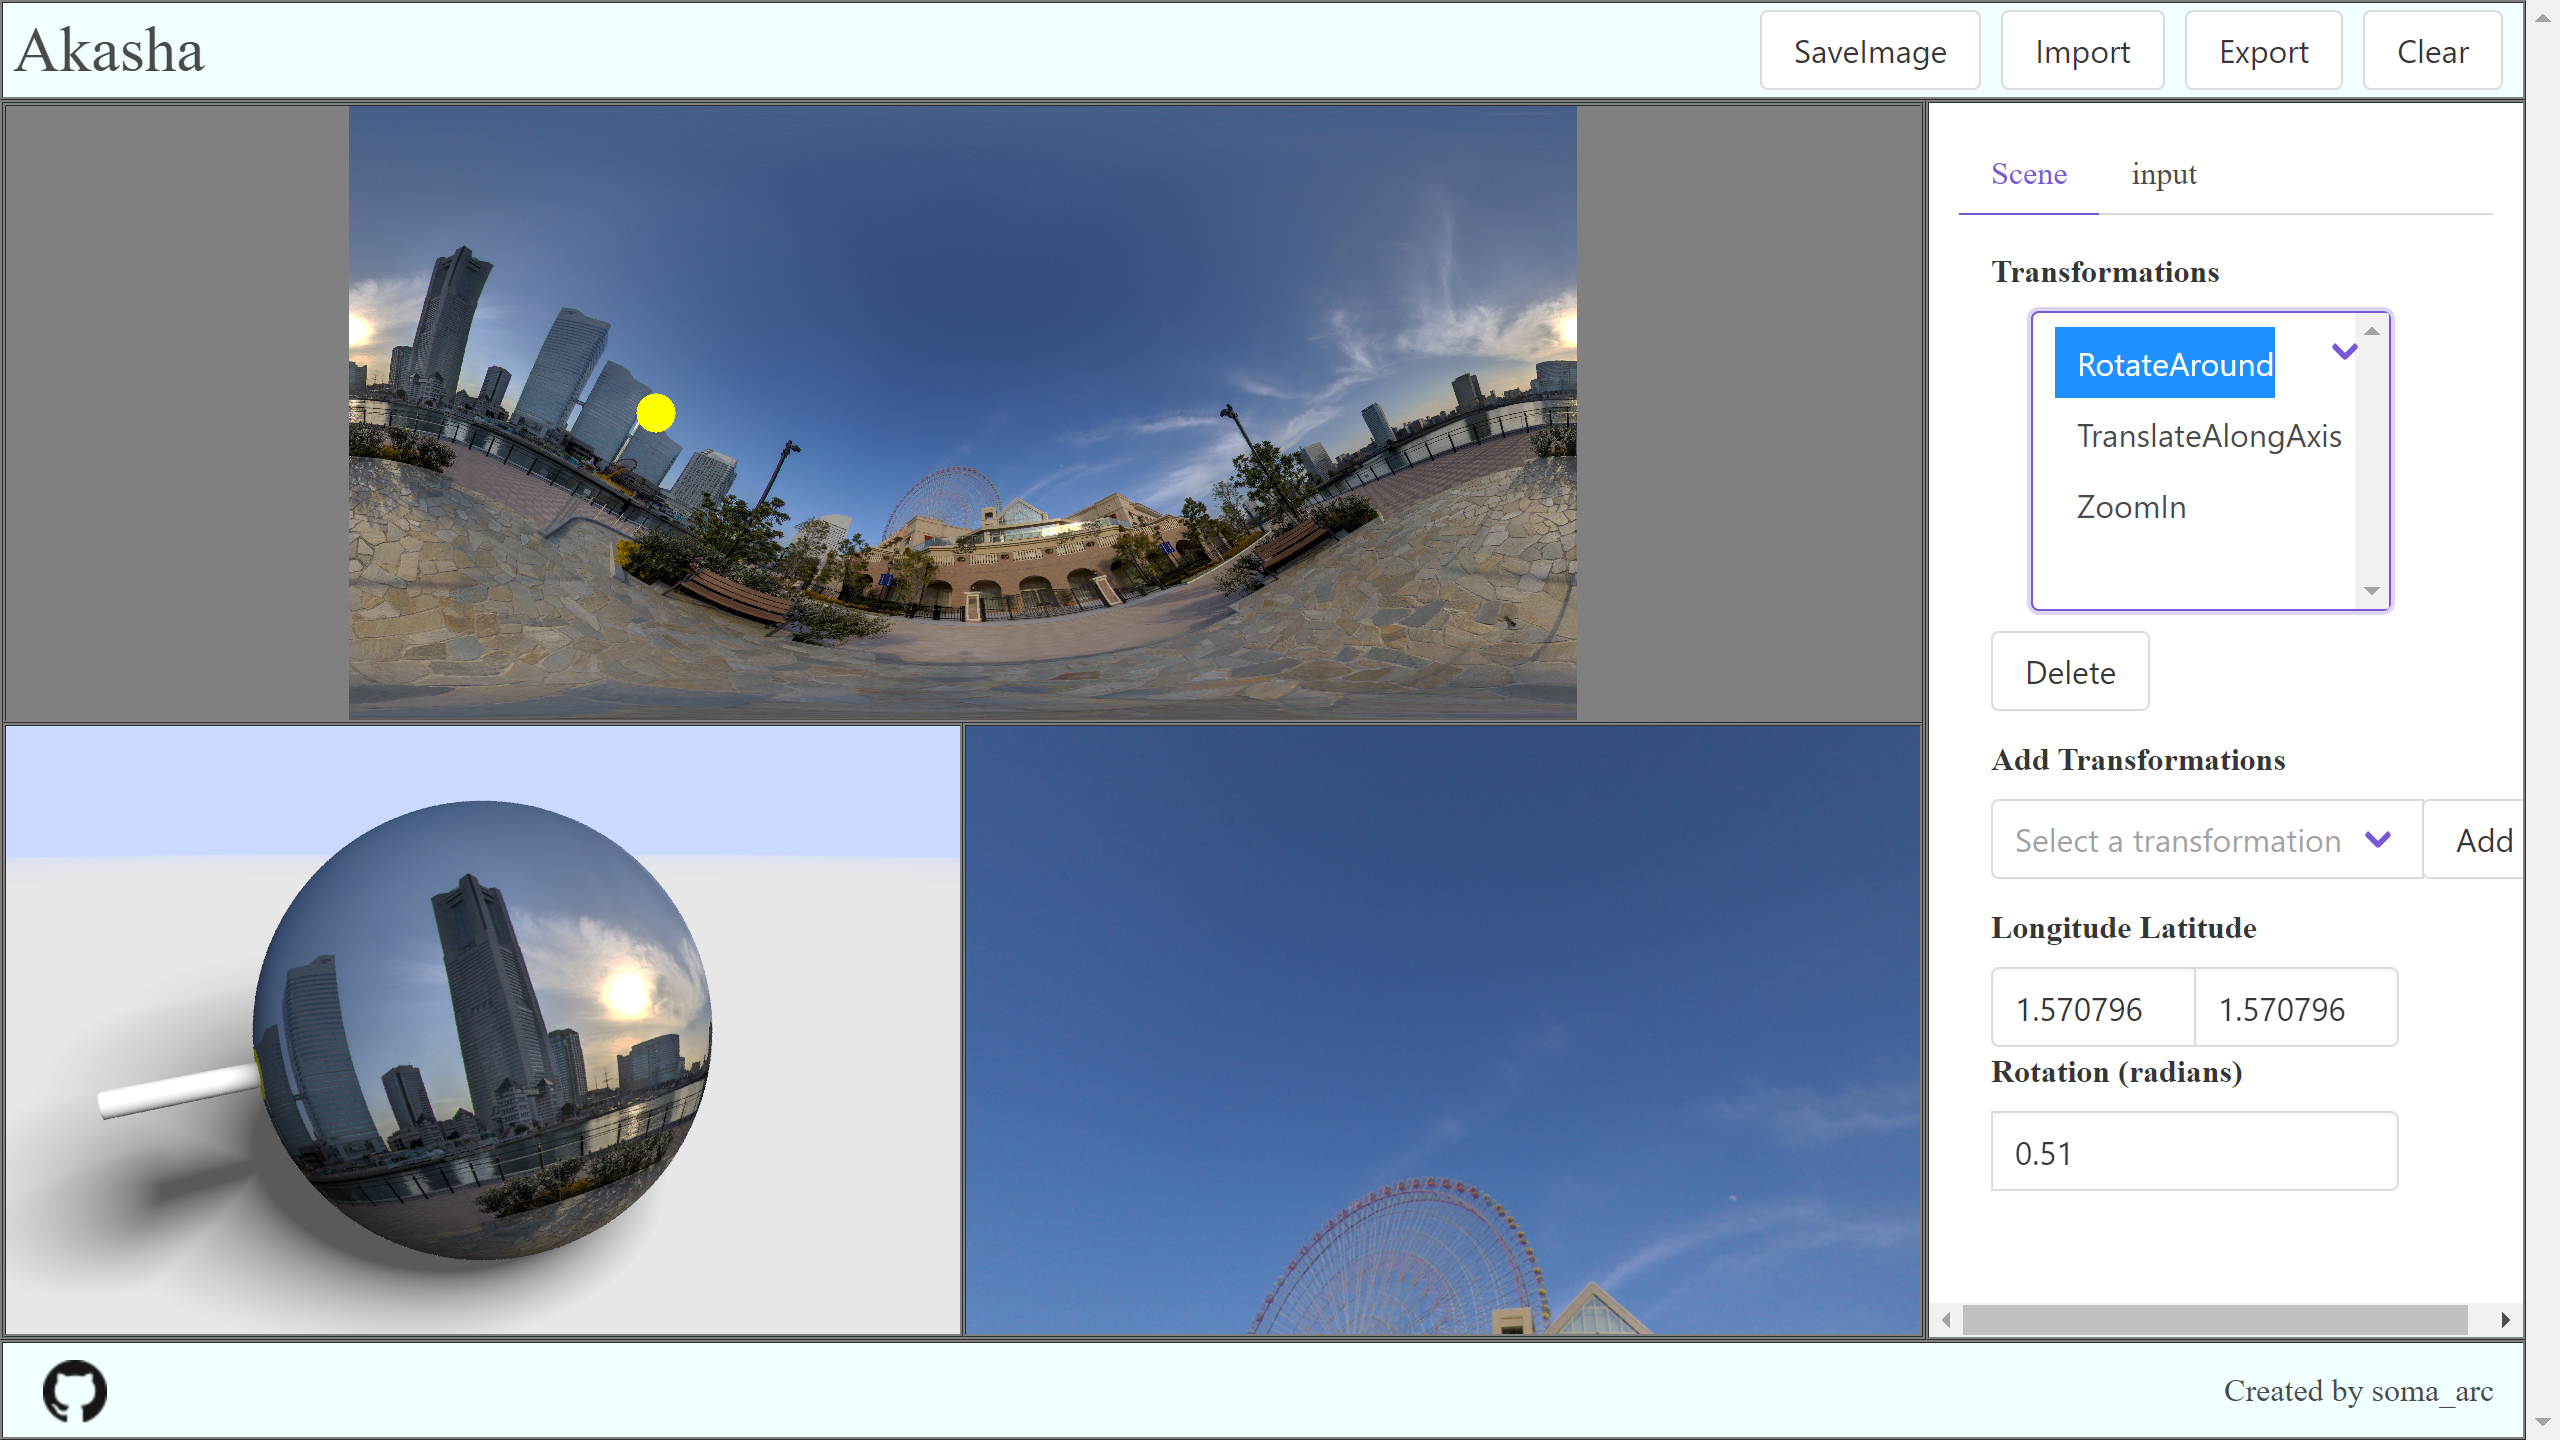 Akasha
SaveImage
Import
Export
Clear
Scene
input
Transformations
RotateAround
TranslateAlongAxis
ZoomIn
Delete
Add Transformations
Select a transformation
Add
Longitude Latitude
1.570796
1.570796
Rotation (radians)
0.51
Created by soma_arc